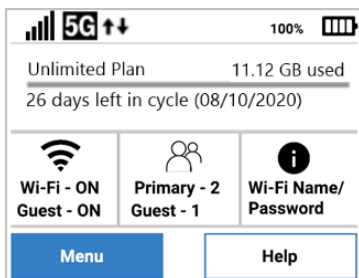 5G
100%
Unlimited Plan 11.12 GB used
26 days left in cycle (08/10/2020)
Wi-Fi - ON
Guest - ON
Primary - 2
Guest - 1
Wi-Fi Name/
Password
Menu
Help